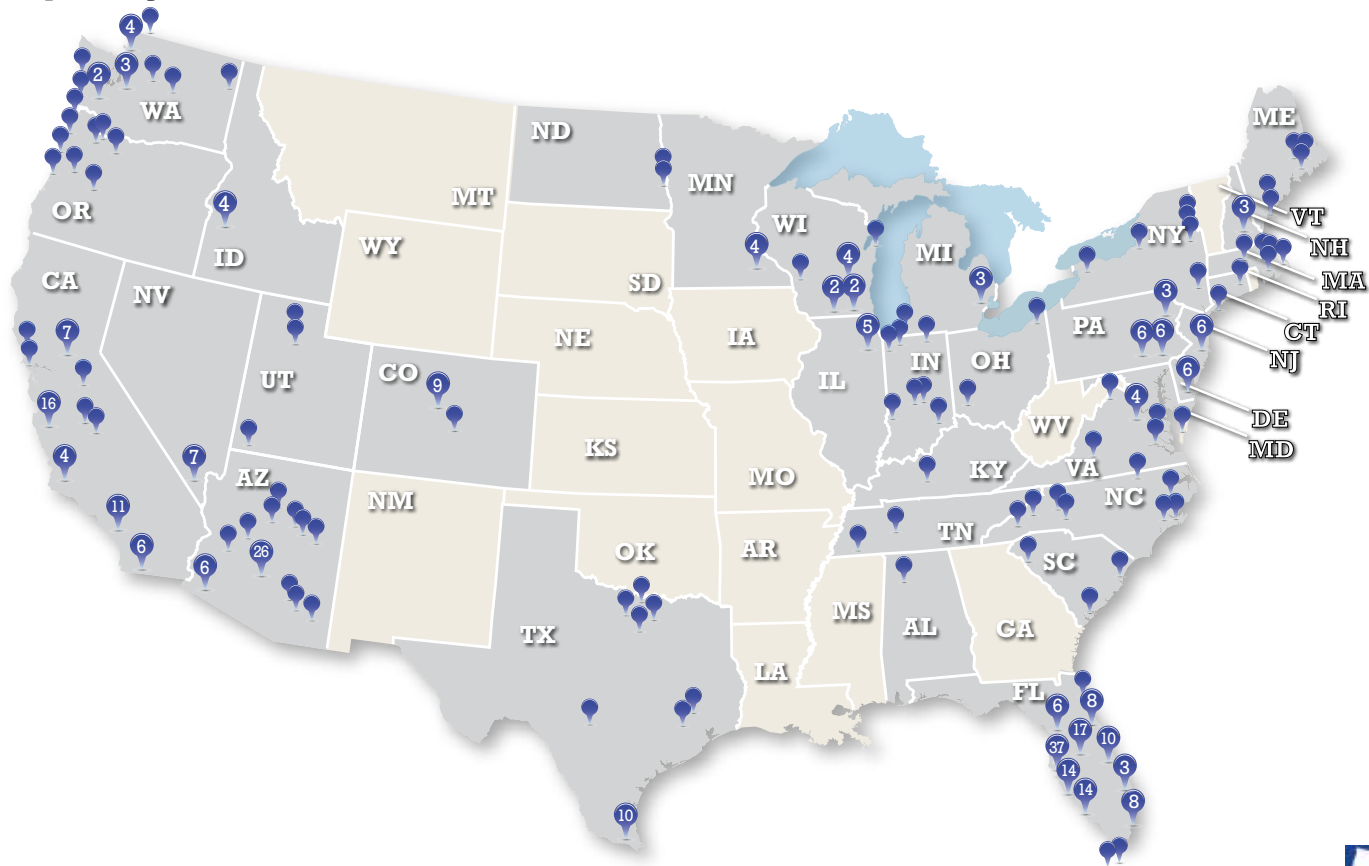 4
3
2
WA
ME
ND
MN
MT
OR
4
ID
WI
4
4
2
2
MI
3
NY
3
VT
NH
MA
RI
CT
WY
SD
CA
NV
7
UT
CO
9
NE
IA
5
IL
IN
OH
PA
3
6
6
6
NJ
6
DE
MD
16
4
7
KS
MO
KY
WV
4
VA
AZ
NM
11
6
6
26
OK
AR
TN
NC
SC
TX
LA
MS
AL
GA
FL
6
8
17
10
37
14
3
14
8
10